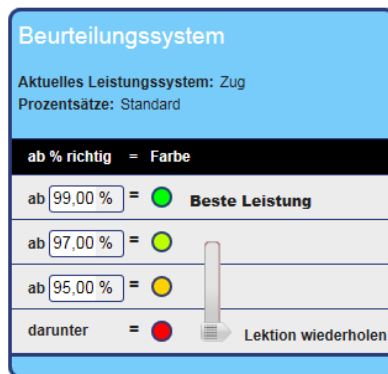 Beurteilungssystem
Aktuelles Leistungssystem: Zug
Prozentsätze: Standard
ab % richtig = Farbe
ab 99,00 % = Beste Leistung
ab 97,00 % =
ab 95,00 % =
darunter = Lektion wiederholen